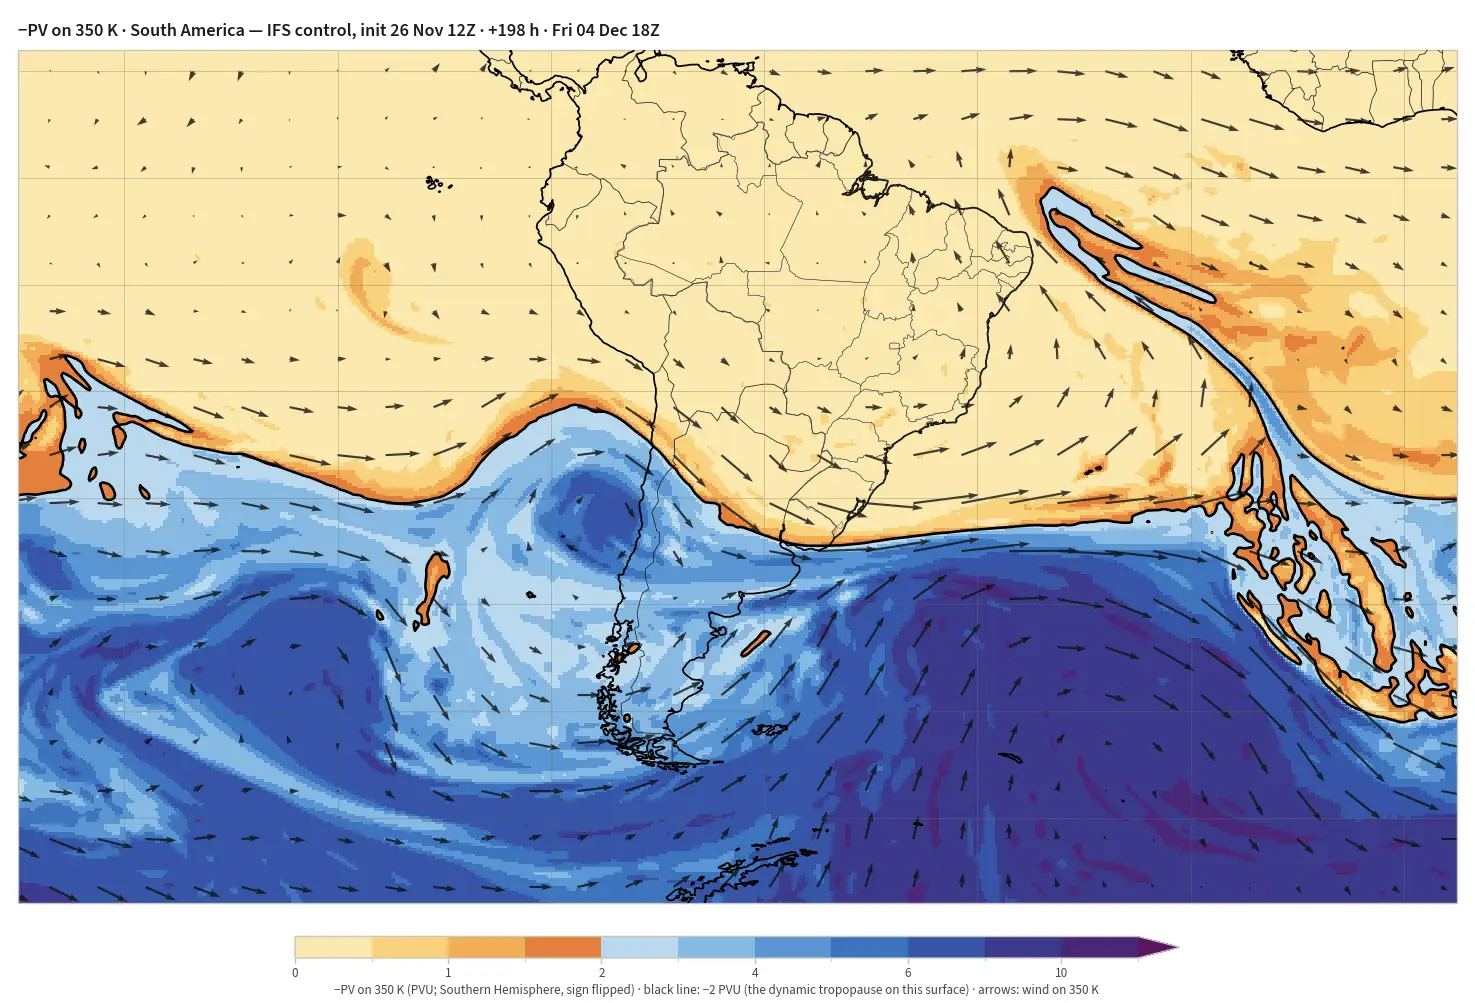 −PV on 350 K · South America — IFS control, init 26 Nov 12Z · +198 h · Fri 04 Dec 18Z
0 1 2 4 6 10
−PV on 350 K (PVU; Southern Hemisphere, sign flipped) · black line: −2 PVU (the dynamic tropopause on this surface) · arrows: wind on 350 K